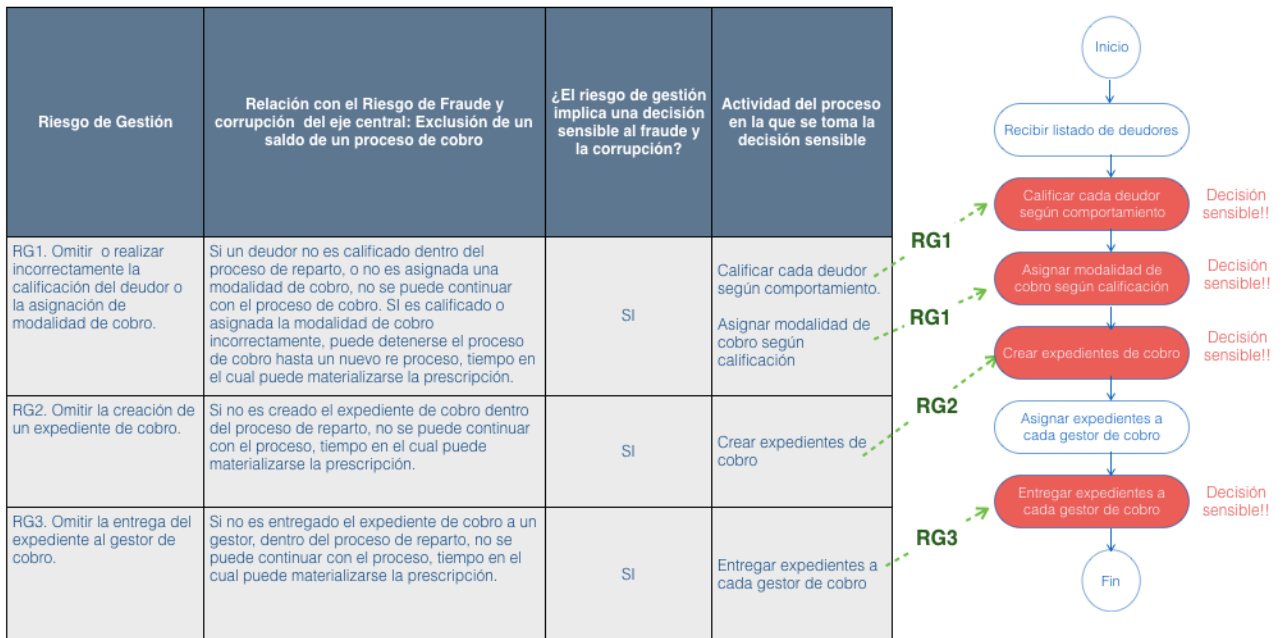 Riesgo de Gestión
Relación con el Riesgo de Fraude y
corrupción del eje central: Exclusión de un
saldo de un proceso de cobro
¿El riesgo de gestión
implica una decisión
sensible al fraude y
la corrupción?
Actividad del proceso
en la que se toma la
decisión sensible
RG1. Omitir o realizar
incorrectamente la
calificación del deudor o
la asignación de
modalidad de cobro.
Si un deudor no es calificado dentro del
proceso de reparto, o no es asignada una
modalidad de cobro, no se puede continuar
con el proceso de cobro. SI es calificado o
asignada la modalidad de cobro
incorrectamente, puede detenerse el proceso
de cobro hasta un nuevo re proceso, tiempo en
el cual puede materializarse la prescripción.
SI
Calificar cada deudor
según comportamiento.
Asignar modalidad de
cobro según
calificación
RG2. Omitir la creación de
un expediente de cobro.
Si no es creado el expediente de cobro dentro
del proceso de reparto, no se puede continuar
con el proceso, tiempo en el cual puede
materializarse la prescripción.
SI
Crear expedientes de
cobro
RG3. Omitir la entrega del
expediente al gestor de
cobro.
Si no es entregado el expediente de cobro a un
gestor, dentro del proceso de reparto, no se
puede continuar con el proceso, tiempo en el
cual puede materializarse la prescripción.
SI
Entregar expedientes a
cada gestor de cobro
RG1
RG1
RG2
RG3
Inicio
Recibir listado de deudores
Calificar cada deudor
según comportamiento
Decisión
sensible!!
Asignar modalidad de
cobro según calificación
Decisión
sensible!!
Crear expedientes de cobro
Decisión
sensible!!
Asignar expedientes a
cada gestor de cobro
Entregar expedientes a
cada gestor de cobro
Decisión
sensible!!
Fin